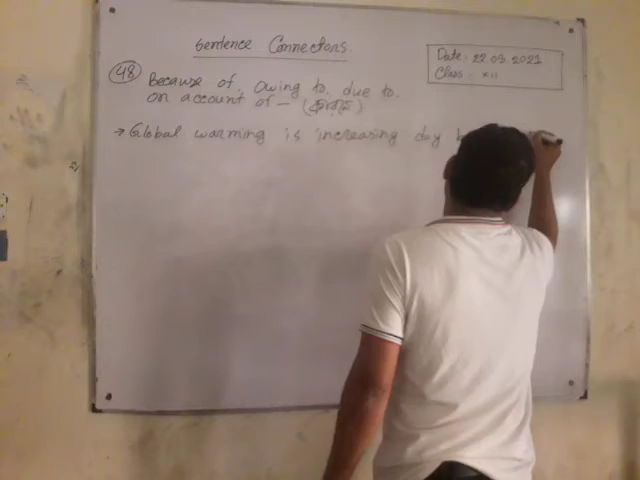 Sentence Connectors.
Date: 22.03.2021
Class: XII
48 Because of, owing to, due to,
on account of – (কারণে)
→ Global warming is increasing day